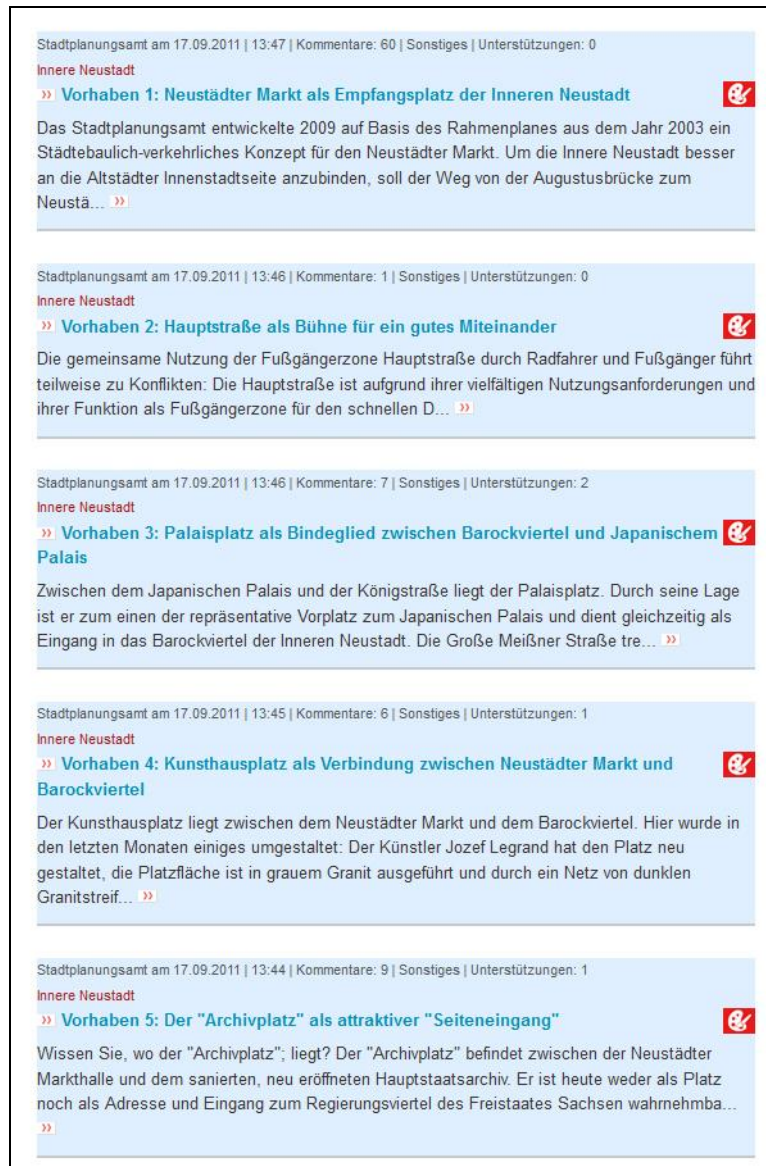 Stadtplanungsamt am 17.09.2011 | 13:47 | Kommentare: 60 | Sonstiges | Unterstützungen: 0
Innere Neustadt
Vorhaben 1: Neustädter Markt als Empfangsplatz der Inneren Neustadt
Das Stadtplanungsamt entwickelte 2009 auf Basis des Rahmenplanes aus dem Jahr 2003 ein
Städtebaulich-verkehrliches Konzept für den Neustädter Markt. Um die Innere Neustadt besser
an die Altstädter Innenstadtseite anzubinden, soll der Weg von der Augustusbrücke zum
Neustä... »
Stadtplanungsamt am 17.09.2011 | 13:46 | Kommentare: 1 | Sonstiges | Unterstützungen: 0
Innere Neustadt
» Vorhaben 2: Hauptstraße als Bühne für ein gutes Miteinander
Die gemeinsame Nutzung der Fußgängerzone Hauptstraße durch Radfahrer und Fußgänger führt
teilweise zu Konflikten: Die Hauptstraße ist aufgrund ihrer vielfältigen Nutzungsanforderungen und
ihrer Funktion als Fußgängerzone für den schnellen D... »
Stadtplanungsamt am 17.09.2011 | 13:46 | Kommentare: 7 | Sonstiges | Unterstützungen: 2
Innere Neustadt
» Vorhaben 3: Palaisplatz als Bindeglied zwischen Barockviertel und Japanischem
Palais
Zwischen dem Japanischen Palais und der Königstraße liegt der Palaisplatz. Durch seine Lage
ist er zum einen der repräsentative Vorplatz zum Japanischen Palais und dient gleichzeitig als
Eingang in das Barockviertel der Inneren Neustadt. Die Große Meißner Straße tre... »
Stadtplanungsamt am 17.09.2011 | 13:45 | Kommentare: 6 | Sonstiges | Unterstützungen: 1
Innere Neustadt
» Vorhaben 4: Kunsthausplatz als Verbindung zwischen Neustädter Markt und
Barockviertel
Der Kunsthausplatz liegt zwischen dem Neustädter Markt und dem Barockviertel. Hier wurde in
den letzten Monaten einiges umgestaltet: Der Künstler Jozef Legrand hat den Platz neu
gestaltet, die Platzfläche ist in grauem Granit ausgeführt und durch ein Netz von dunklen
Granitstreif... »
Stadtplanungsamt am 17.09.2011 | 13:44 | Kommentare: 9 | Sonstiges | Unterstützungen: 1
Innere Neustadt
» Vorhaben 5: Der "Archivplatz" als attraktiver "Seiteneingang"
Wissen Sie, wo der "Archivplatz"; liegt? Der "Archivplatz" befindet zwischen der Neustädter
Markthalle und dem sanierten, neu eröffneten Hauptstaatsarchiv. Er ist heute weder als Platz
noch als Adresse und Eingang zum Regierungsviertel des Freistaates Sachsen wahrnehmba...
»